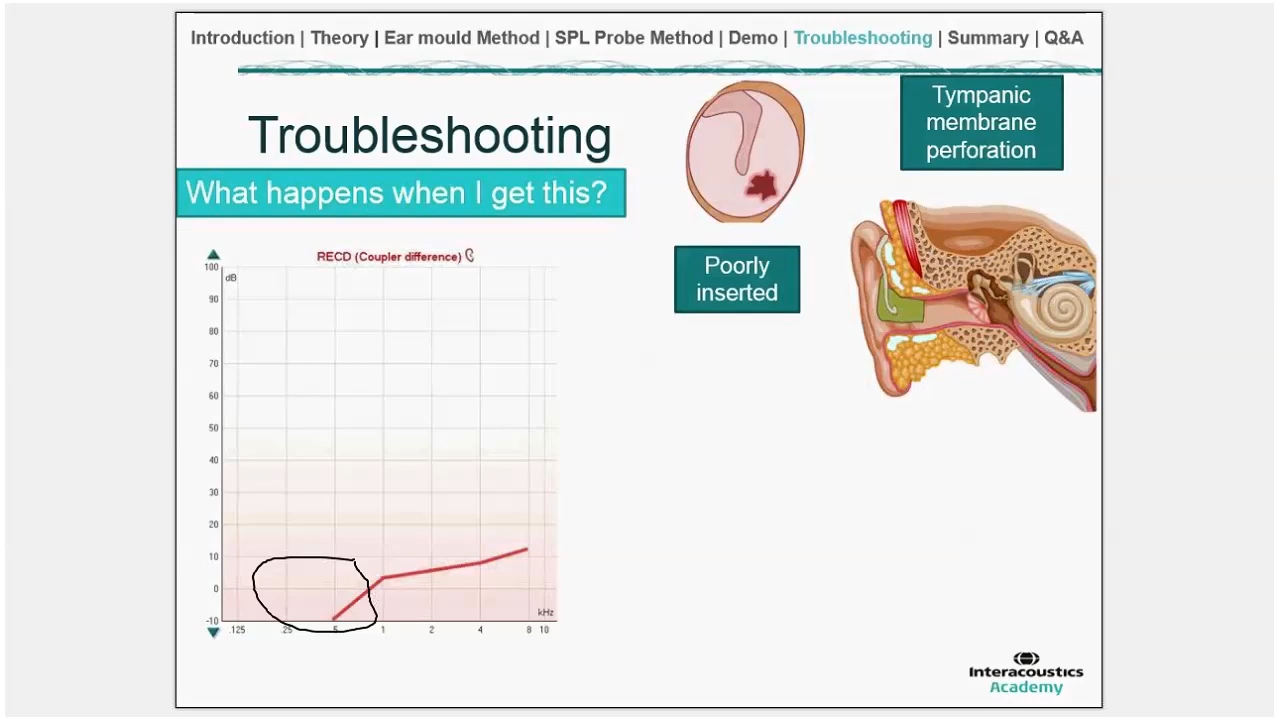 Introduction | Theory | Ear mould Method | SPL Probe Method | Demo | Troubleshooting | Summary | Q&A
Troubleshooting
What happens when I get this?
Tympanic
membrane
perforation
Poorly
inserted
RECD (Coupler difference)
dB
100
90
80
70
60
50
40
30
20
10
0
-10
kHz
.125 .25 .5 1 2 4 8 10
Interacoustics
Academy